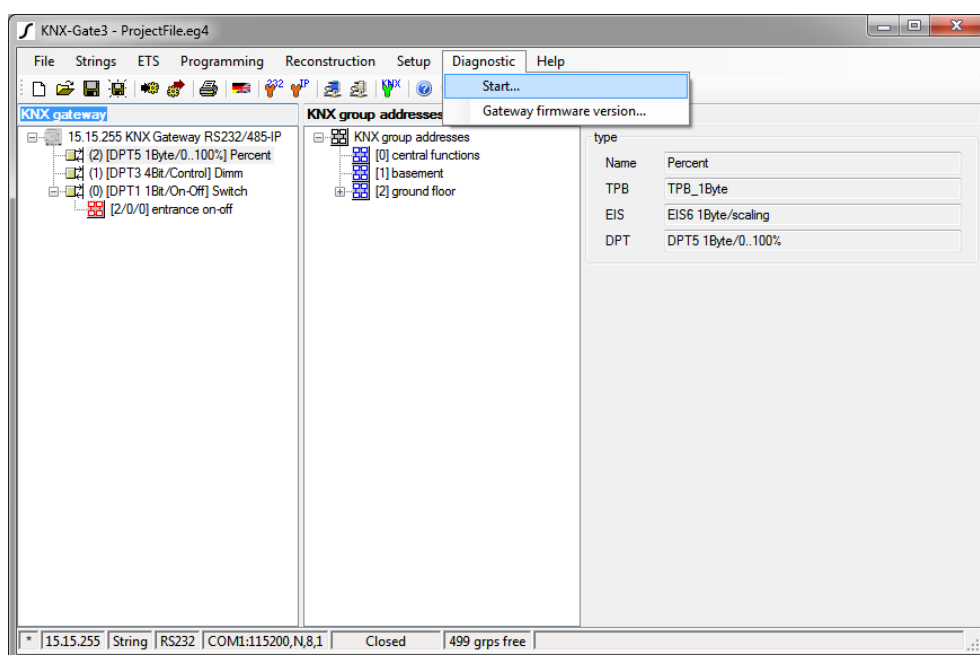 KNX-Gate3 - ProjectFile.eg4
File Strings ETS Programming Reconstruction Setup Diagnostic Help
232 IP KNX
Start...
Gateway firmware version...
KNX gateway
15.15.255 KNX Gateway RS232/485-IP
(2) [DPT5 1Byte/0..100%] Percent
(1) [DPT3 4Bit/Control] Dimm
(0) [DPT1 1Bit/On-Off] Switch
[2/0/0] entrance on-off
KNX group addresses
KNX group addresses
[0] central functions
[1] basement
[2] ground floor
type
Name Percent
TPB TPB_1Byte
EIS EIS6 1Byte/scaling
DPT DPT5 1Byte/0..100%
* 15.15.255 String RS232 COM1:115200,N,8,1 Closed 499 grps free